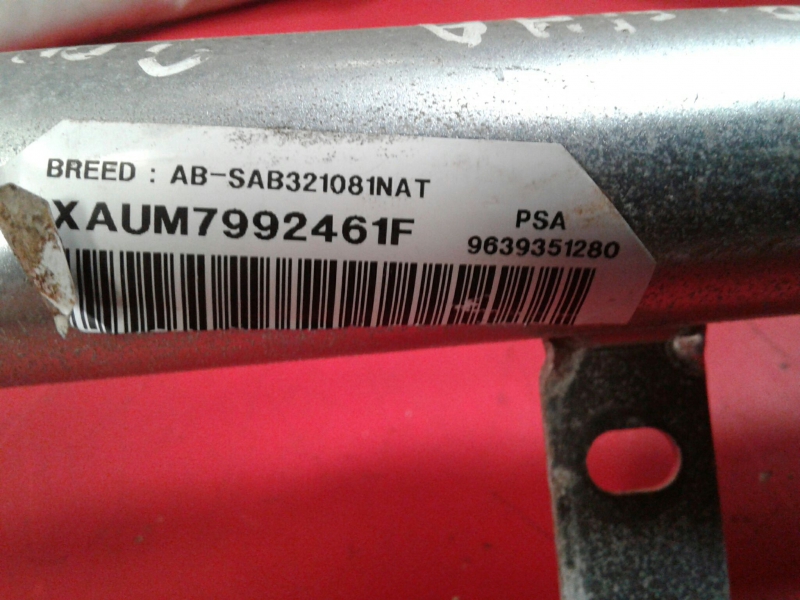 BREED : AB-SAB321081NAT
XAUM7992461F
PSA
9639351280